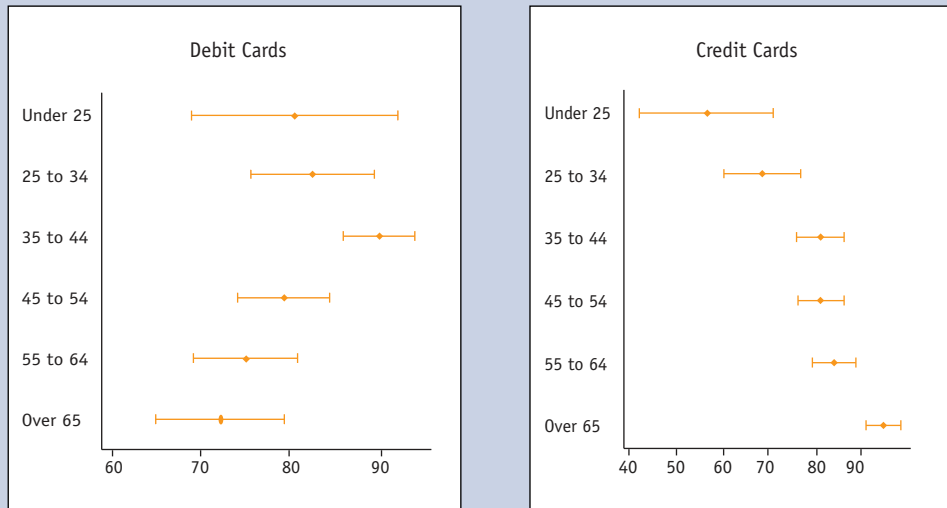 Debit Cards
Under 25
25 to 34
35 to 44
45 to 54
55 to 64
Over 65
60 70 80 90
Credit Cards
Under 25
25 to 34
35 to 44
45 to 54
55 to 64
Over 65
40 50 60 70 80 90